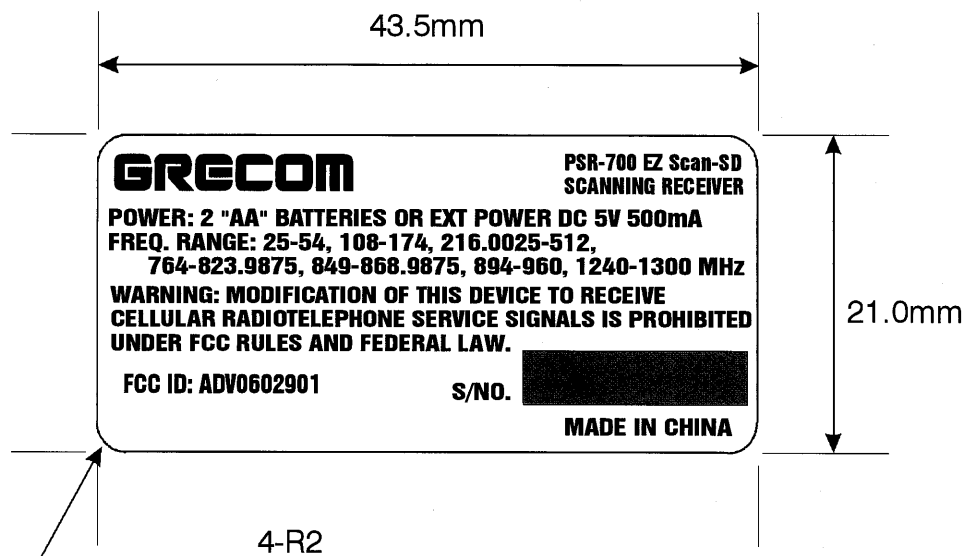 43.5mm
GRECOM
PSR-700 EZ Scan-SD
SCANNING RECEIVER
POWER: 2 "AA" BATTERIES OR EXT POWER DC 5V 500mA
FREQ. RANGE: 25-54, 108-174, 216.0025-512,
764-823.9875, 849-868.9875, 894-960, 1240-1300 MHz
WARNING: MODIFICATION OF THIS DEVICE TO RECEIVE
CELLULAR RADIOTELEPHONE SERVICE SIGNALS IS PROHIBITED
UNDER FCC RULES AND FEDERAL LAW.
21.0mm
FCC ID: ADV0602901
S/NO.
MADE IN CHINA
4-R2